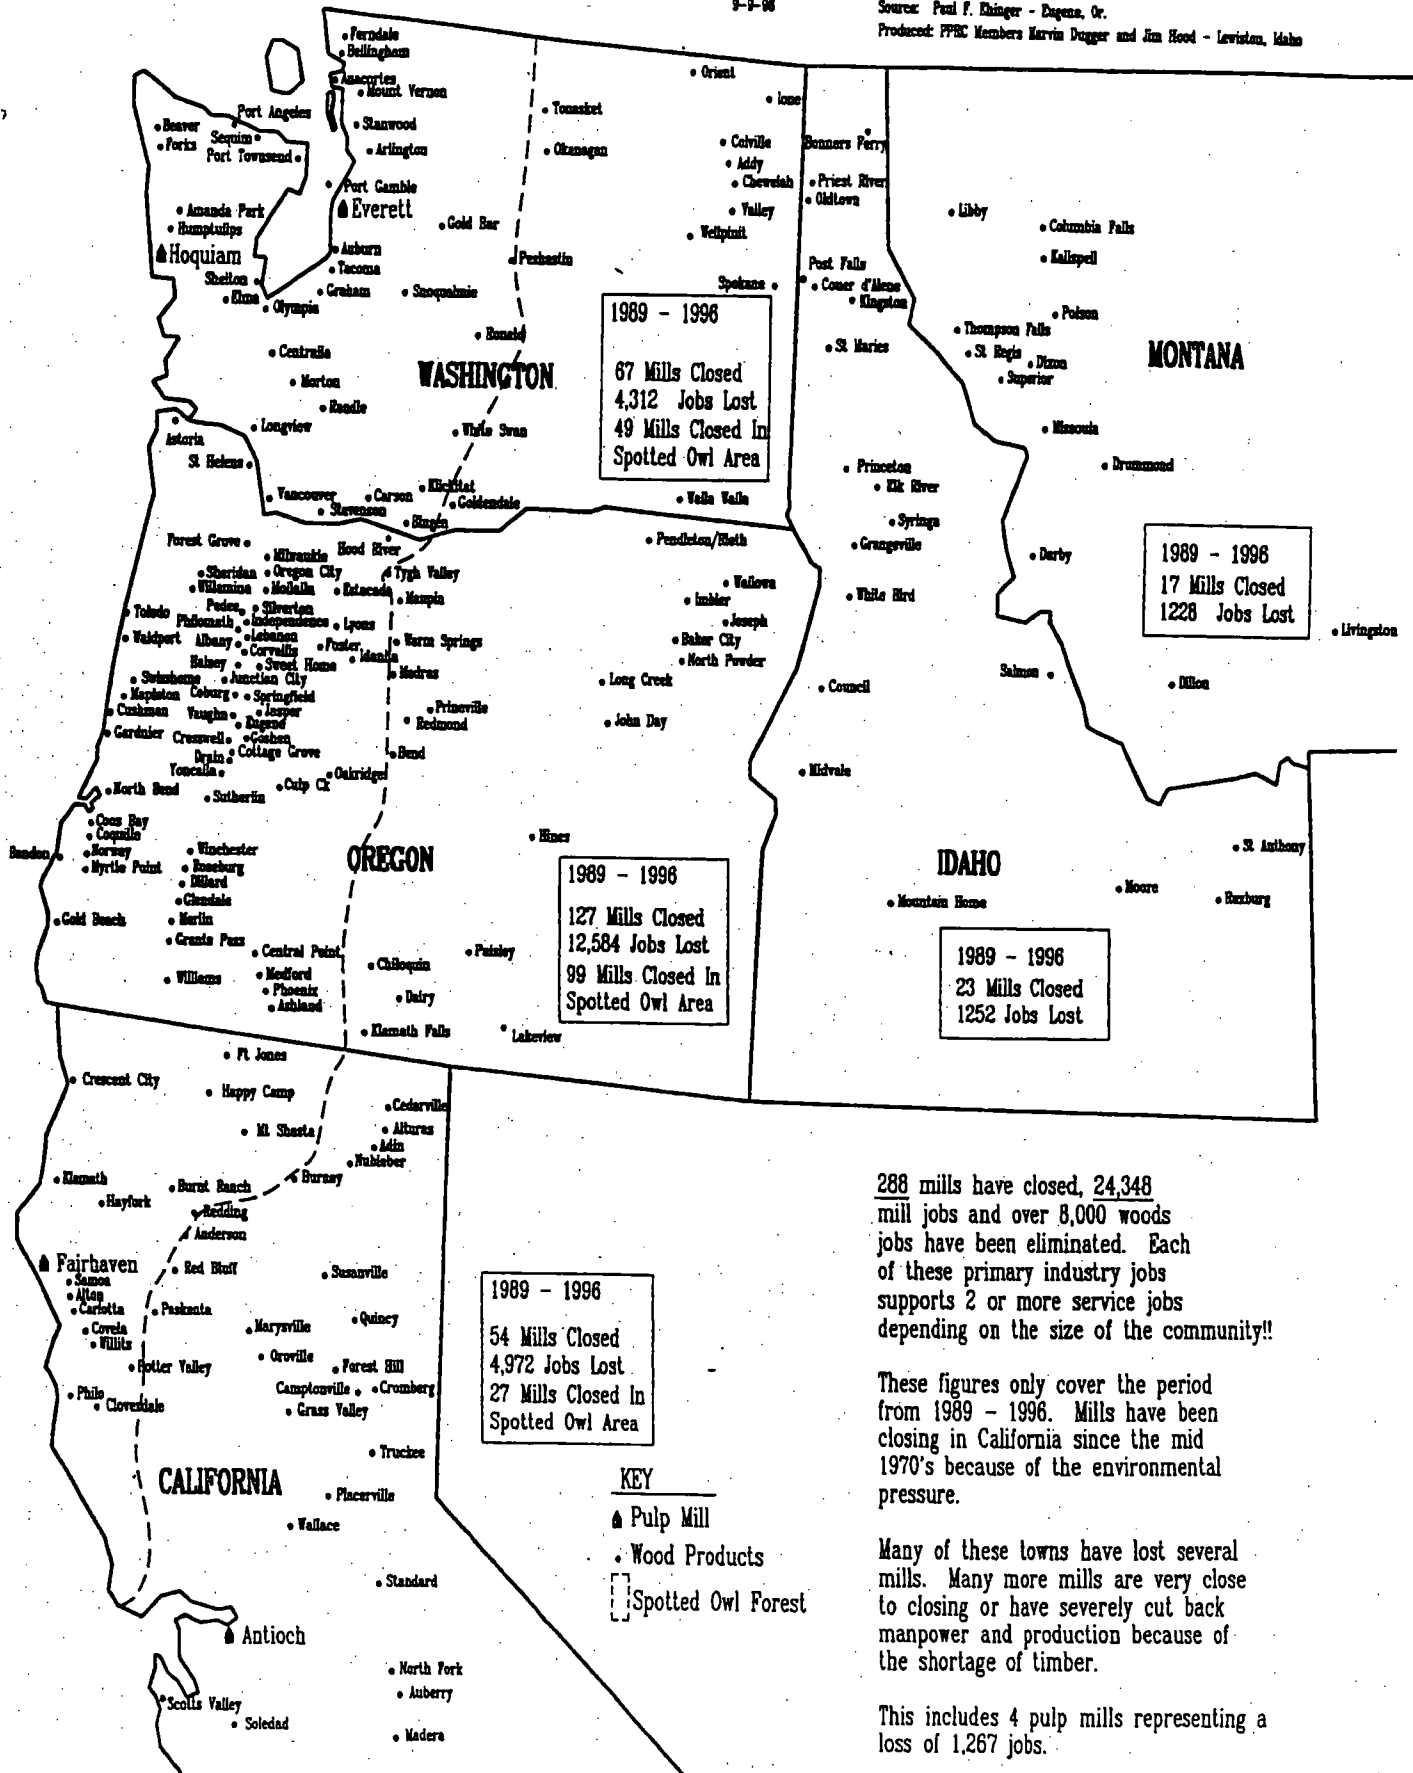 9-9-96
Source: Paul F. Ehinger - Eugene, Or.
Produced: PPRC Members Marvin Dugger and Jim Hood - Lewiston, Idaho
Ferndale
Bellingham
Anacortes
Mount Vernon
Orient
Ione
Port Angeles
Tonasket
Beaver
Sequim
Stanwood
Forks
Port Townsend
Arlington
Okanagan
Colville
Bonners Ferry
Addy
Port Gamble
Chewelah
Priest River
Everett
Oldtown
Amanda Park
Valley
Libby
Humptulips
Gold Bar
Wellpinit
Columbia Falls
Hoquiam
Auburn
Peshastin
Kalispell
Tacoma
Post Falls
Shelton
Spokane
Coeur d'Alene
Elma
Graham
Snoqualmie
Kingston
Olympia
Polson
Ronald
Thompson Falls
Centralia
St Maries
St Regis
Dixon
Morton
Superior
Randle
WASHINGTON
MONTANA
1989 - 1996
67 Mills Closed
4,312 Jobs Lost
49 Mills Closed In
Spotted Owl Area
Longview
White Swan
Missoula
Astoria
St Helens
Princeton
Drummond
Klickitat
Elk River
Vancouver
Carson
Goldendale
Walla Walla
Stevenson
Bingen
Syringa
Forest Grove
Hood River
Pendleton/Rieth
Grangeville
Milwaukie
Darby
1989 - 1996
17 Mills Closed
1228 Jobs Lost
Sheridan
Oregon City
Tygh Valley
Willamina
Molalla
Estacada
Maupin
Wallowa
White Bird
Imbler
Toledo
Pedee
Silverton
Philomath
Independence
Lyons
Joseph
Livingston
Waldport
Albany
Lebanon
Foster
Warm Springs
Baker City
Corvallis
Idanha
North Powder
Halsey
Sweet Home
Madras
Salmon
Swisshome
Junction City
Long Creek
Council
Dillon
Mapleton
Coburg
Springfield
Cushman
Vaughn
Jasper
Prineville
Eugene
Redmond
John Day
Gardnier
Creswell
Goshen
Drain
Cottage Grove
Bend
Yoncalla
Oakridge
Midvale
North Bend
Sutherlin
Culp Ck
Coos Bay
Coquille
Hines
Bandon
Norway
Winchester
Myrtle Point
Roseburg
St Anthony
Dillard
OREGON
IDAHO
Glendale
Moore
Mountain Home
Rexburg
Gold Beach
Merlin
1989 - 1996
127 Mills Closed
12,584 Jobs Lost
99 Mills Closed In
Spotted Owl Area
Grants Pass
Central Point
Paisley
1989 - 1996
23 Mills Closed
1252 Jobs Lost
Williams
Medford
Chiloquin
Phoenix
Ashland
Dairy
Klamath Falls
Lakeview
Ft Jones
Crescent City
Happy Camp
Cedarville
Mt Shasta
Alturas
Adin
Nubieber
Klamath
Burnt Ranch
Burney
Hayfork
Redding
Anderson
Fairhaven
Red Bluff
Susanville
Samoa
Alton
Carlotta
Paskenta
Covelo
Marysville
Quincy
Willits
Oroville
Potter Valley
Forest Hill
Philo
Camptonville
Cromberg
Cloverdale
Grass Valley
1989 - 1996
54 Mills Closed
4,972 Jobs Lost
27 Mills Closed In
Spotted Owl Area
Truckee
CALIFORNIA
Placerville
Wallace
Standard
Antioch
North Fork
Auberry
Scotts Valley
Soledad
Madera
KEY
Pulp Mill
Wood Products
Spotted Owl Forest
288 mills have closed, 24,348
mill jobs and over 8,000 woods
jobs have been eliminated. Each
of these primary industry jobs
supports 2 or more service jobs
depending on the size of the community!!
These figures only cover the period
from 1989 - 1996. Mills have been
closing in California since the mid
1970's because of the environmental
pressure.
Many of these towns have lost several
mills. Many more mills are very close
to closing or have severely cut back
manpower and production because of
the shortage of timber.
This includes 4 pulp mills representing a
loss of 1,267 jobs.